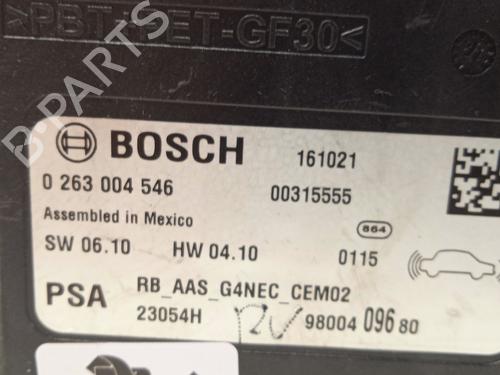 >PBT+PET-GF30<
B-PARTS
BOSCH 161021
0 263 004 546 00315555
Assembled in Mexico 864
SW 06.10 HW 04.10 0115
PSA RB_AAS_G4NEC_CEM02
23054H 98004 096 80